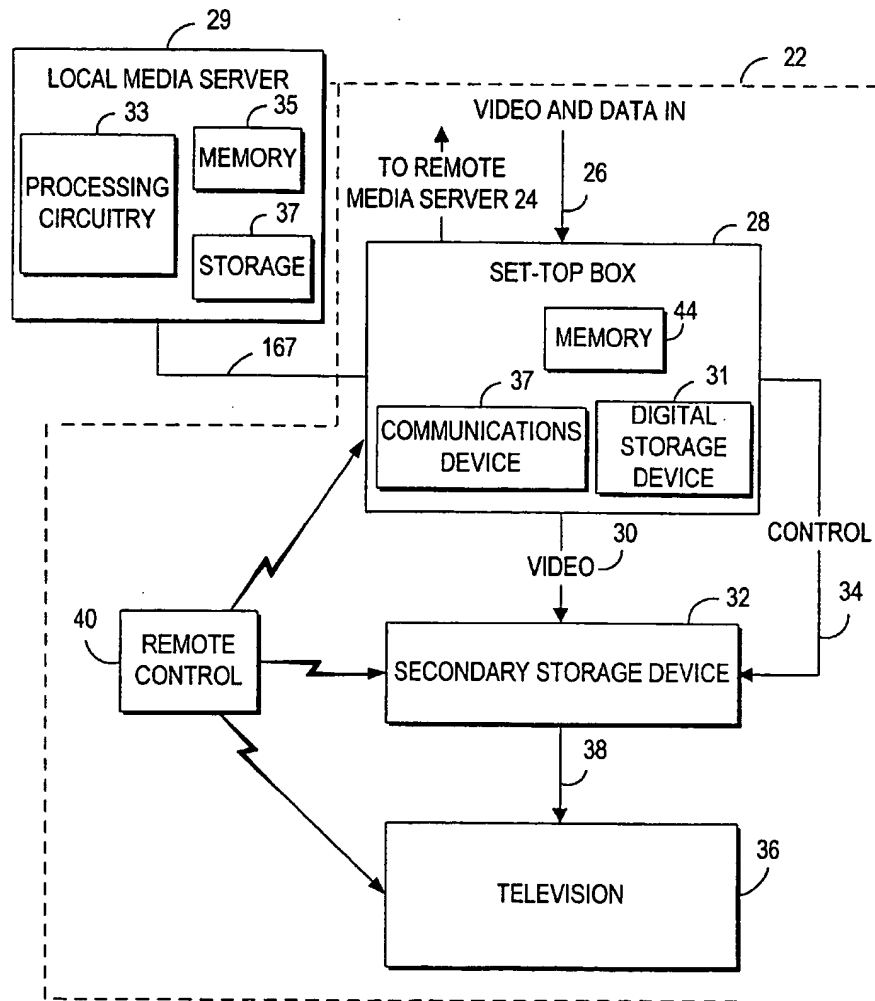 29
LOCAL MEDIA SERVER
33
35
PROCESSING
CIRCUITRY
MEMORY
37
STORAGE
167
22
VIDEO AND DATA IN
TO REMOTE
MEDIA SERVER 24
26
28
SET-TOP BOX
MEMORY
44
37
COMMUNICATIONS
DEVICE
31
DIGITAL
STORAGE
DEVICE
CONTROL
34
VIDEO
30
32
SECONDARY STORAGE DEVICE
40
REMOTE
CONTROL
38
TELEVISION
36